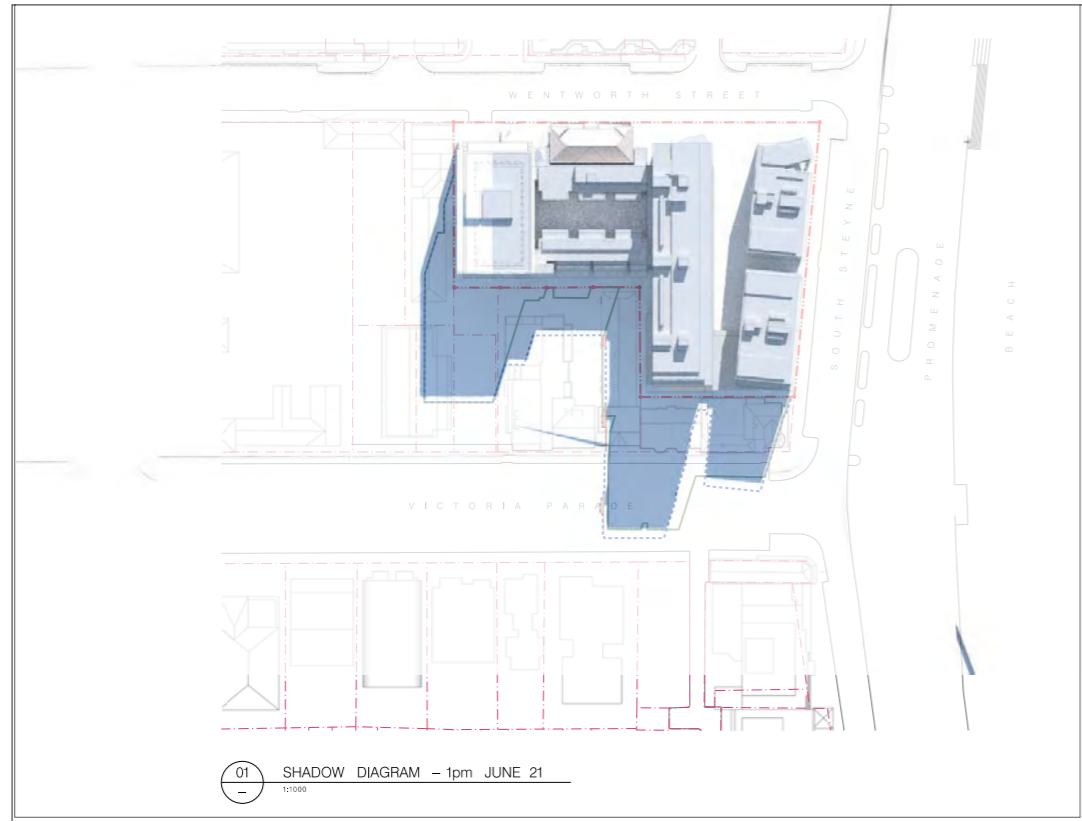 WENTWORTH STREET
SOUTH STEYNE
PROMENADE
BEACH
VICTORIA PARADE
01
–
SHADOW DIAGRAM – 1pm JUNE 21
1:1000